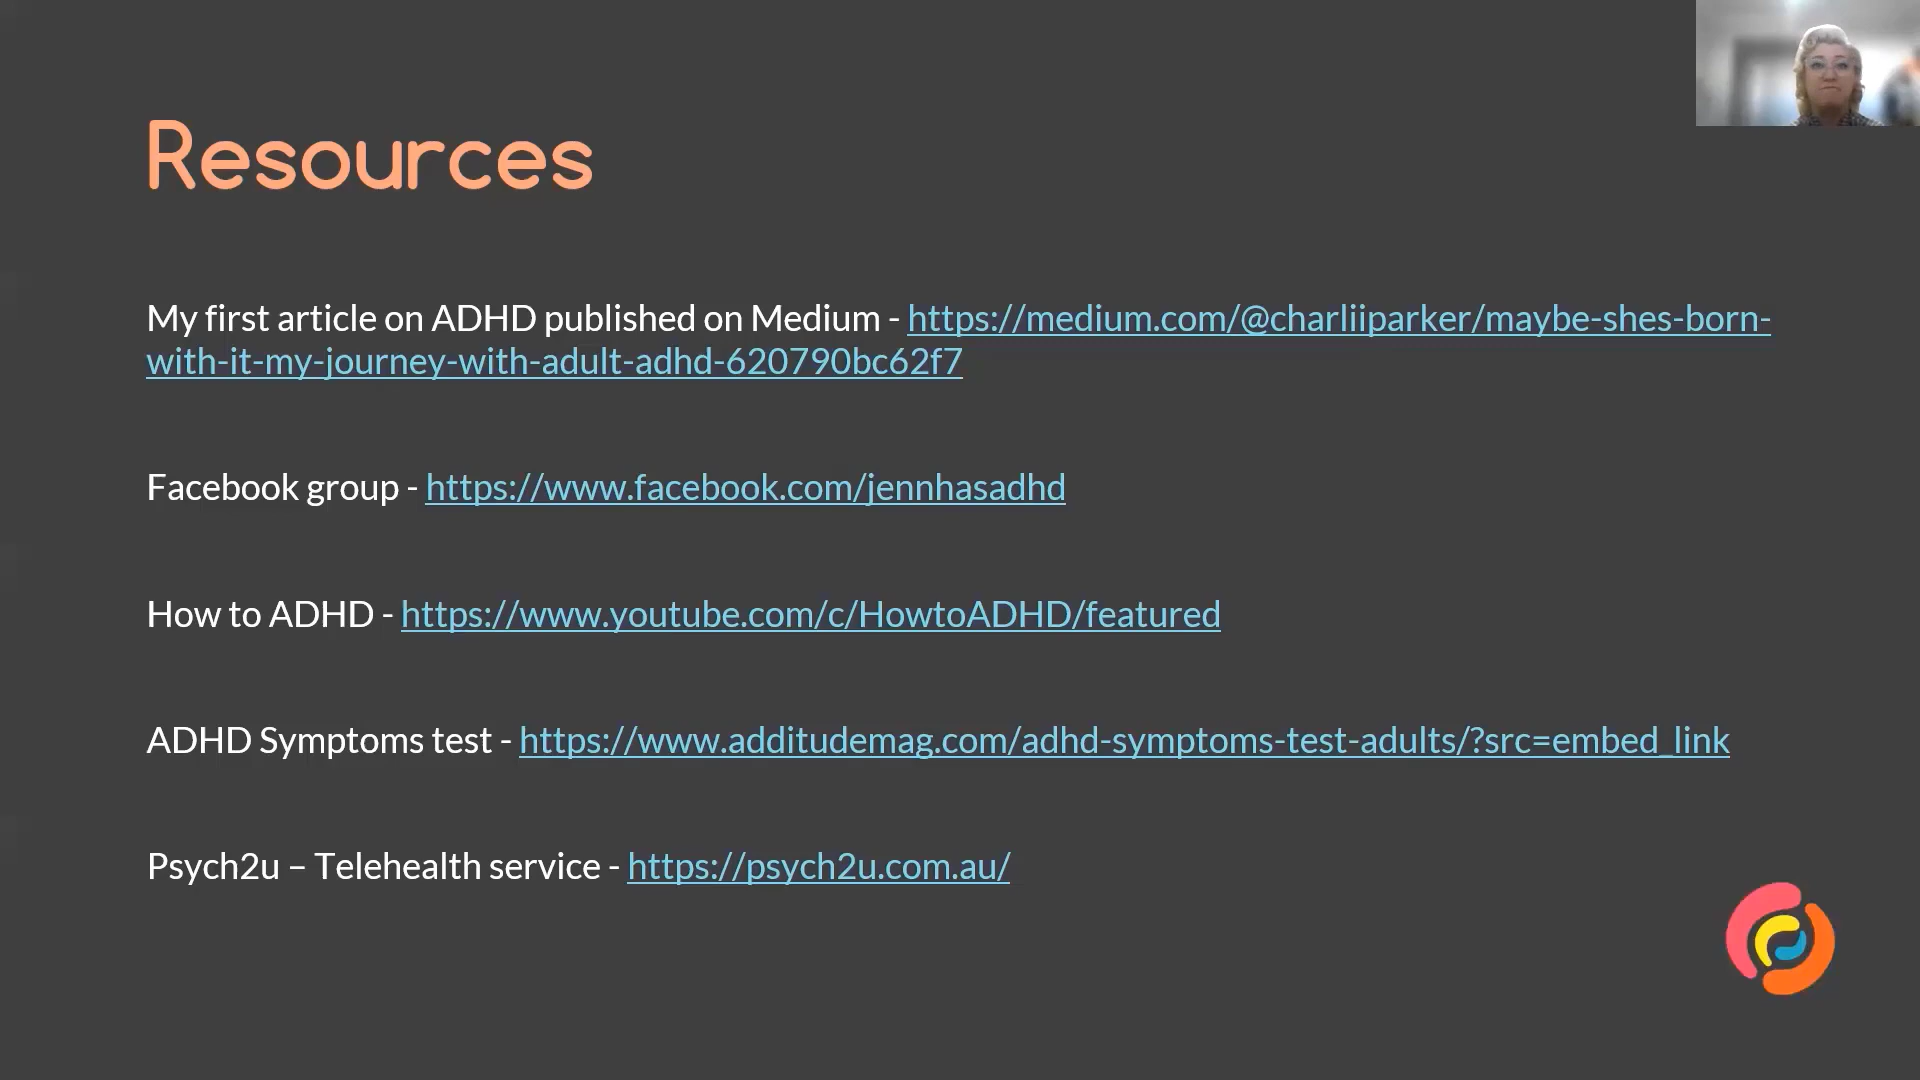 Resources
My first article on ADHD published on Medium - https://medium.com/@charliiparker/maybe-shes-born-
with-it-my-journey-with-adult-adhd-620790bc62f7
Facebook group - https://www.facebook.com/jennhasadhd
How to ADHD - https://www.youtube.com/c/HowtoADHD/featured
ADHD Symptoms test - https://www.additudemag.com/adhd-symptoms-test-adults/?src=embed_link
Psych2u – Telehealth service - https://psych2u.com.au/